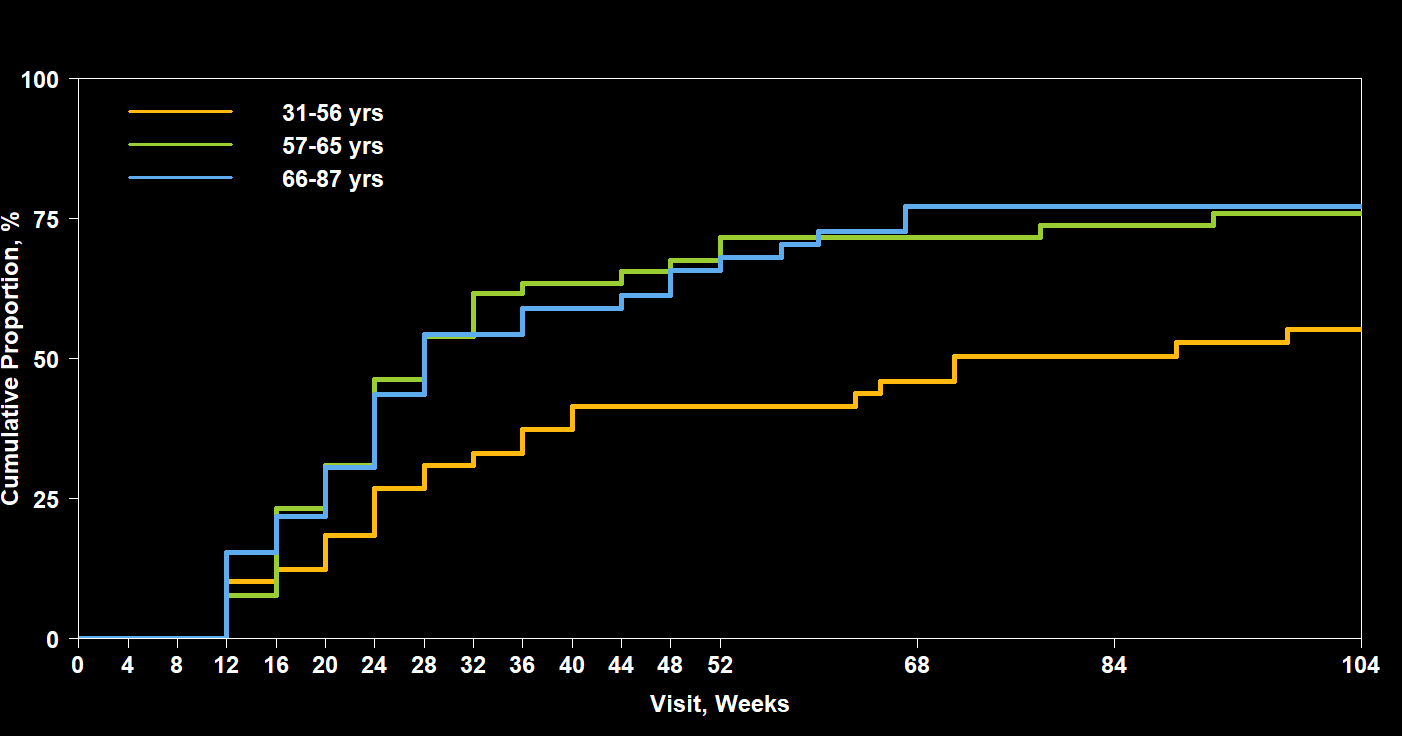 100
75
50
25
0
Cumulative Proportion, %
31-56 yrs
57-65 yrs
66-87 yrs
0 4 8 12 16 20 24 28 32 36 40 44 48 52 68 84 104
Visit, Weeks